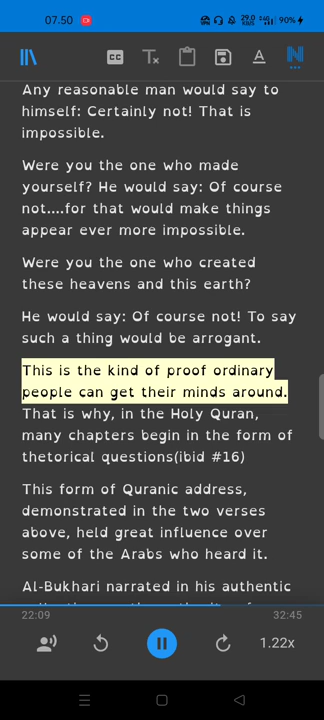 07.50
29.0
KB/s
90%
CC
A
N
Any reasonable man would say to
himself: Certainly not! That is
impossible.
Were you the one who made
yourself? He would say: Of course
not....for that would make things
appear ever more impossible.
Were you the one who created
these heavens and this earth?
He would say: Of course not! To say
such a thing would be arrogant.
This is the kind of proof ordinary
people can get their minds around.
That is why, in the Holy Quran,
many chapters begin in the form of
thetorical questions(ibid #16)
This form of Quranic address,
demonstrated in the two verses
above, held great influence over
some of the Arabs who heard it.
Al-Bukhari narrated in his authentic
22:09
32:45
1.22x